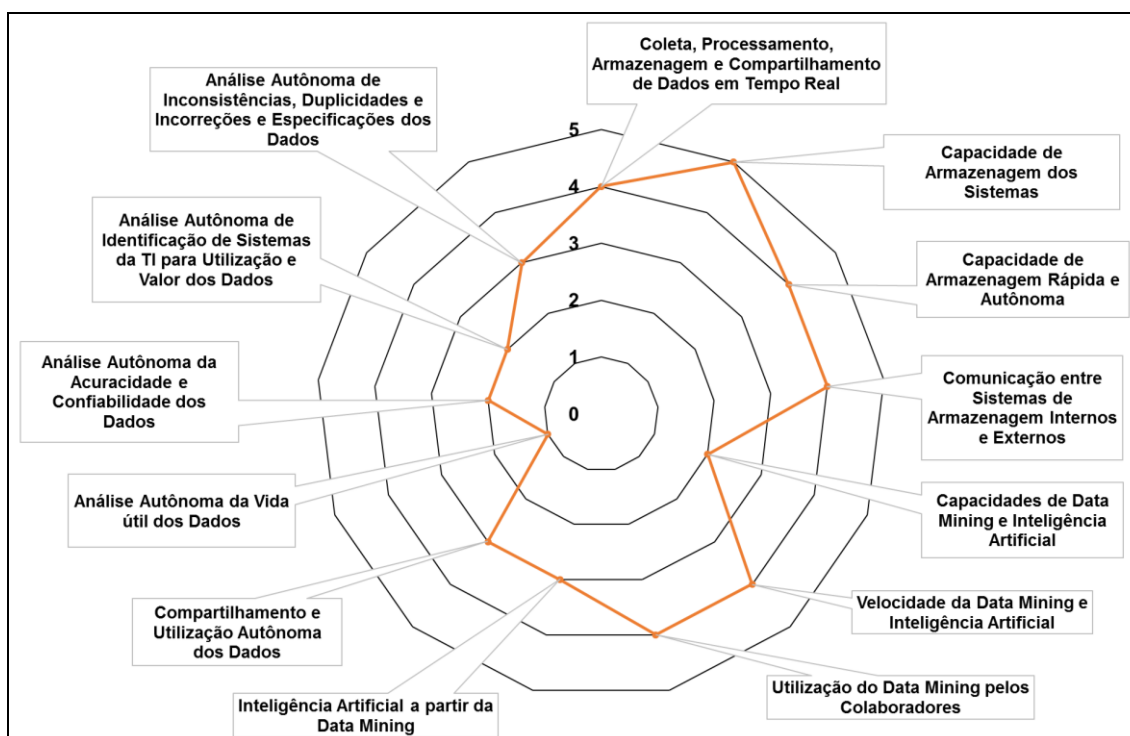 Coleta, Processamento,
Armazenagem e Compartilhamento
de Dados em Tempo Real
Análise Autônoma de
Inconsistências, Duplicidades e
Incorreções e Especificações dos
Dados
Capacidade de
Armazenagem dos
Sistemas
Análise Autônoma de
Identificação de Sistemas
da TI para Utilização e
Valor dos Dados
Capacidade de
Armazenagem Rápida e
Autônoma
Análise Autônoma da
Acuracidade e
Confiabilidade dos
Dados
Comunicação entre
Sistemas de
Armazenagem Internos
e Externos
Análise Autônoma da Vida
útil dos Dados
Capacidades de Data
Mining e Inteligência
Artificial
Compartilhamento e
Utilização Autônoma
dos Dados
Velocidade da Data Mining e
Inteligência Artificial
Inteligência Artificial a partir da
Data Mining
Utilização do Data Mining pelos
Colaboradores
5
4
3
2
1
0